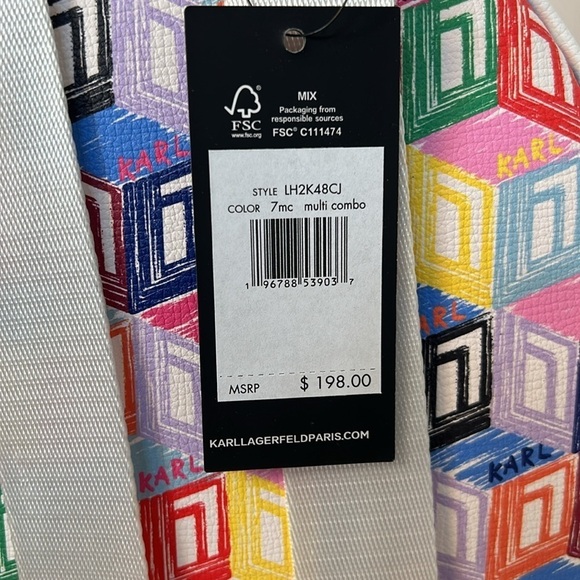 MIX
Packaging from
responsible sources
FSC® C111474
FSC
www.fsc.org
STYLE LH2K48CJ
COLOR 7mc multi combo
1 96788 53903 7
MSRP $ 198.00
KARLLAGERFELDPARIS.COM
KARL
KARL
ARL
KARL
KARL